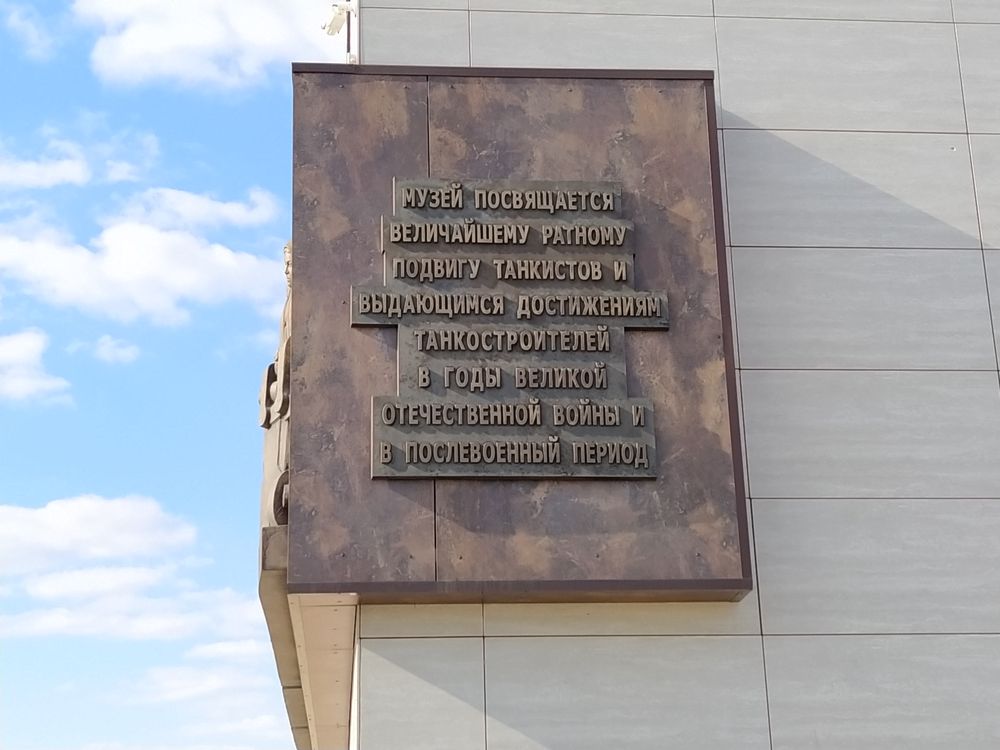 МУЗЕЙ ПОСВЯЩАЕТСЯ
ВЕЛИЧАЙШЕМУ РАТНОМУ
ПОДВИГУ ТАНКИСТОВ И
ВЫДАЮЩИМСЯ ДОСТИЖЕНИЯМ
ТАНКОСТРОИТЕЛЕЙ
В ГОДЫ ВЕЛИКОЙ
ОТЕЧЕСТВЕННОЙ ВОЙНЫ И
В ПОСЛЕВОЕННЫЙ ПЕРИОД